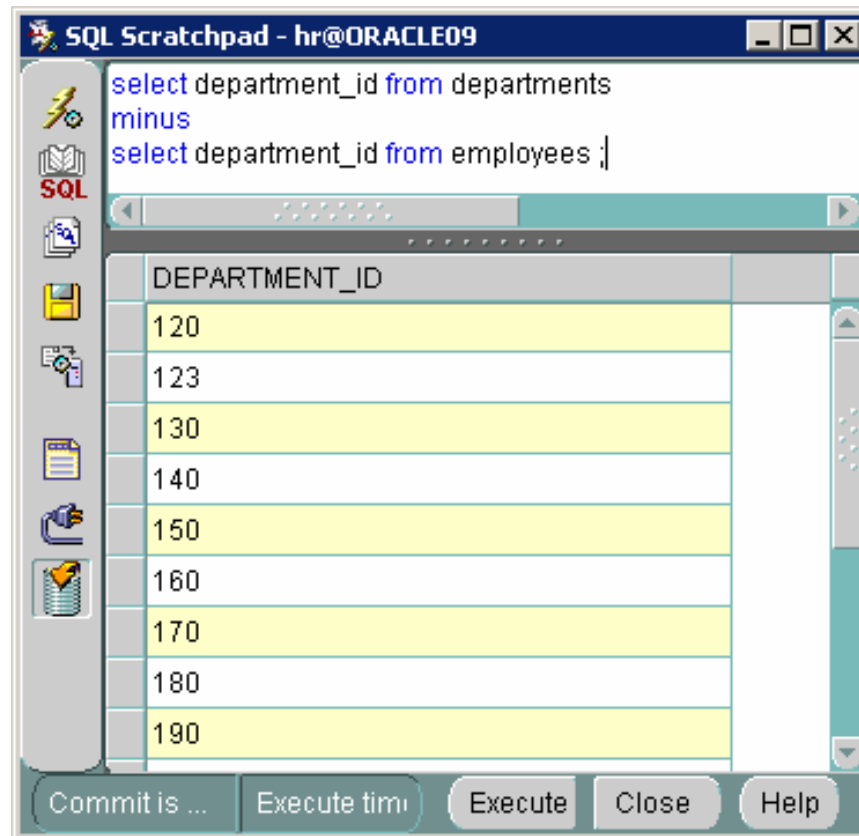 SQL Scratchpad - hr@ORACLE09
select department_id from departments
minus
select department_id from employees ;
SQL
DEPARTMENT_ID
120
123
130
140
150
160
170
180
190
Commit is ...
Execute time
Execute
Close
Help